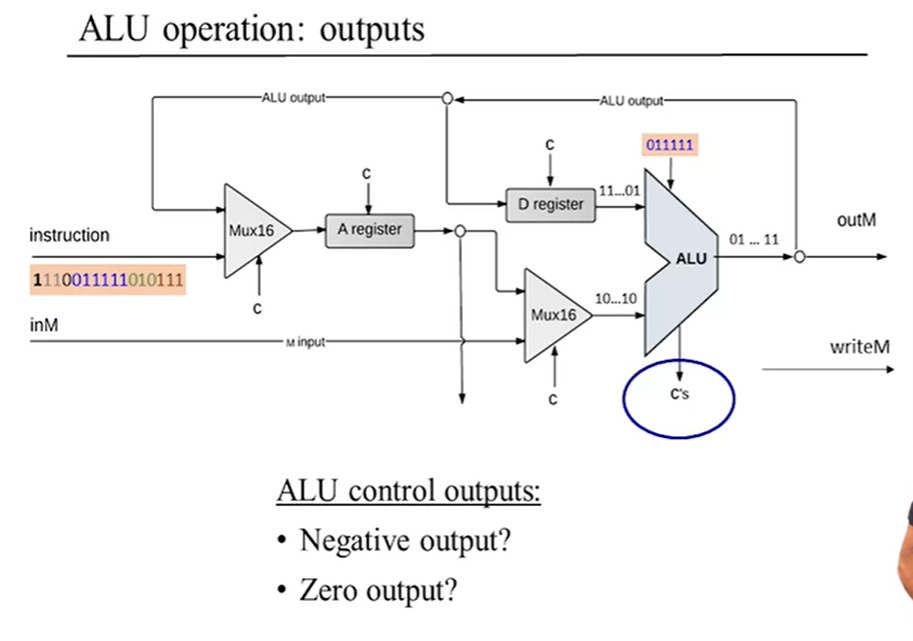 ALU operation: outputs
ALU output
ALU output
C
011111
C
11...01
D register
outM
instruction
Mux16
A register
01 ... 11
ALU
1110011111010111
10...10
C
Mux16
inM
M input
writeM
C
C's
ALU control outputs:
• Negative output?
• Zero output?